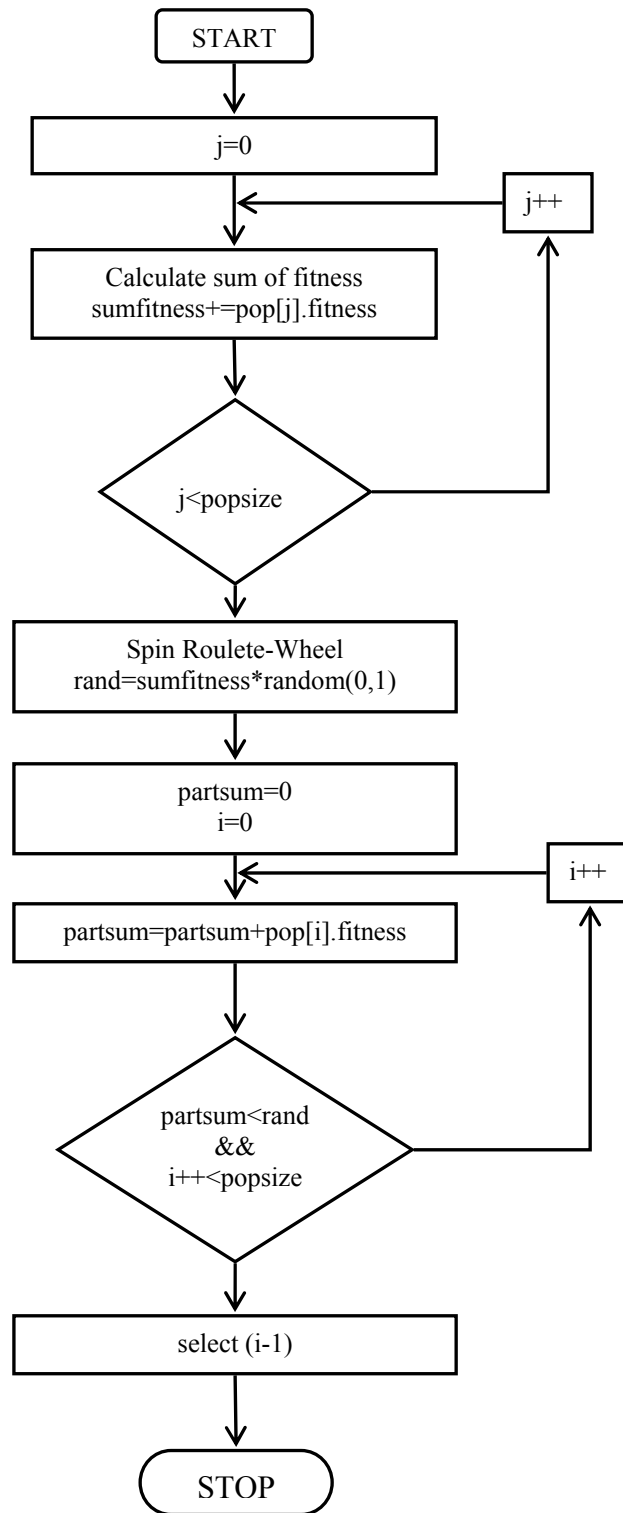 START
j=0
j++
Calculate sum of fitness
sumfitness+=pop[j].fitness
j<popsize
Spin Roulete-Wheel
rand=sumfitness*random(0,1)
partsum=0
i=0
i++
partsum=partsum+pop[i].fitness
partsum<rand
&&
i++<popsize
select (i-1)
STOP